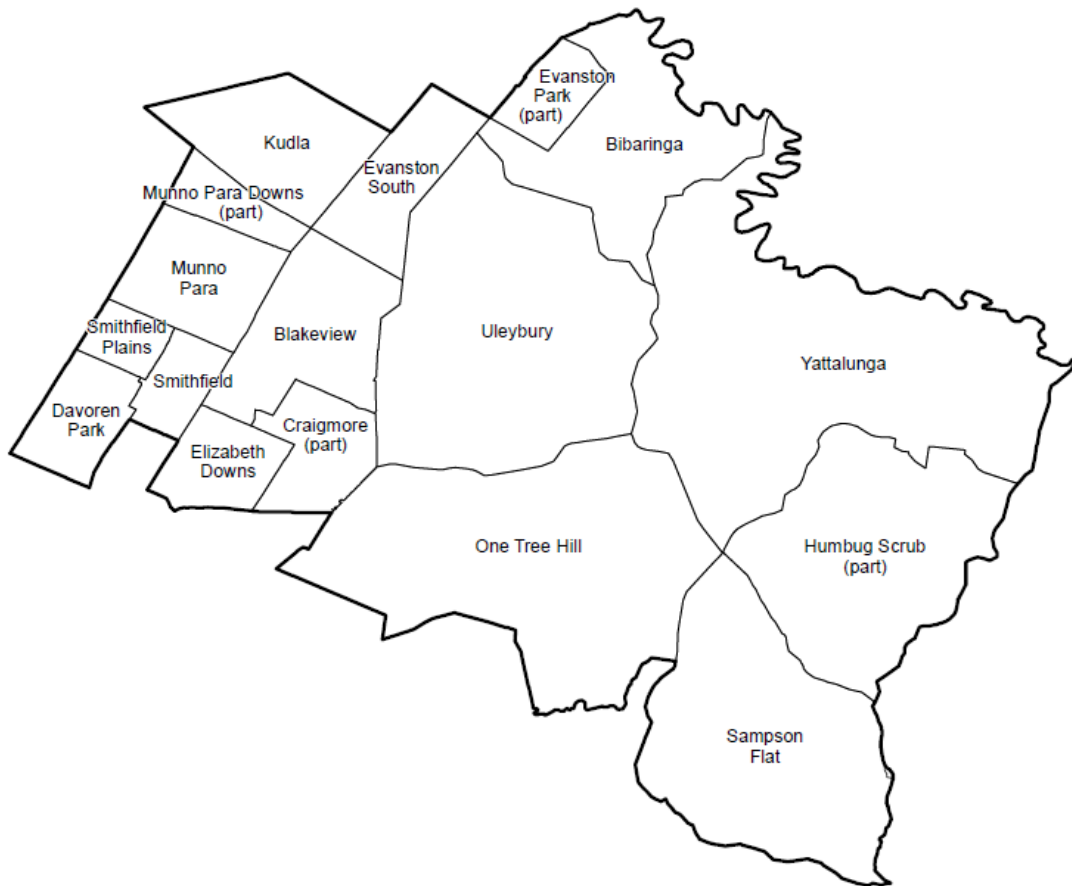 Evanston
Park
(part)
Kudla
Bibaringa
Evanston
South
Munno Para Downs
(part)
Munno
Para
Smithfield
Plains
Blakeview
Uleybury
Yattalunga
Smithfield
Davoren
Park
Craigmore
(part)
Elizabeth
Downs
One Tree Hill
Humbug Scrub
(part)
Sampson
Flat